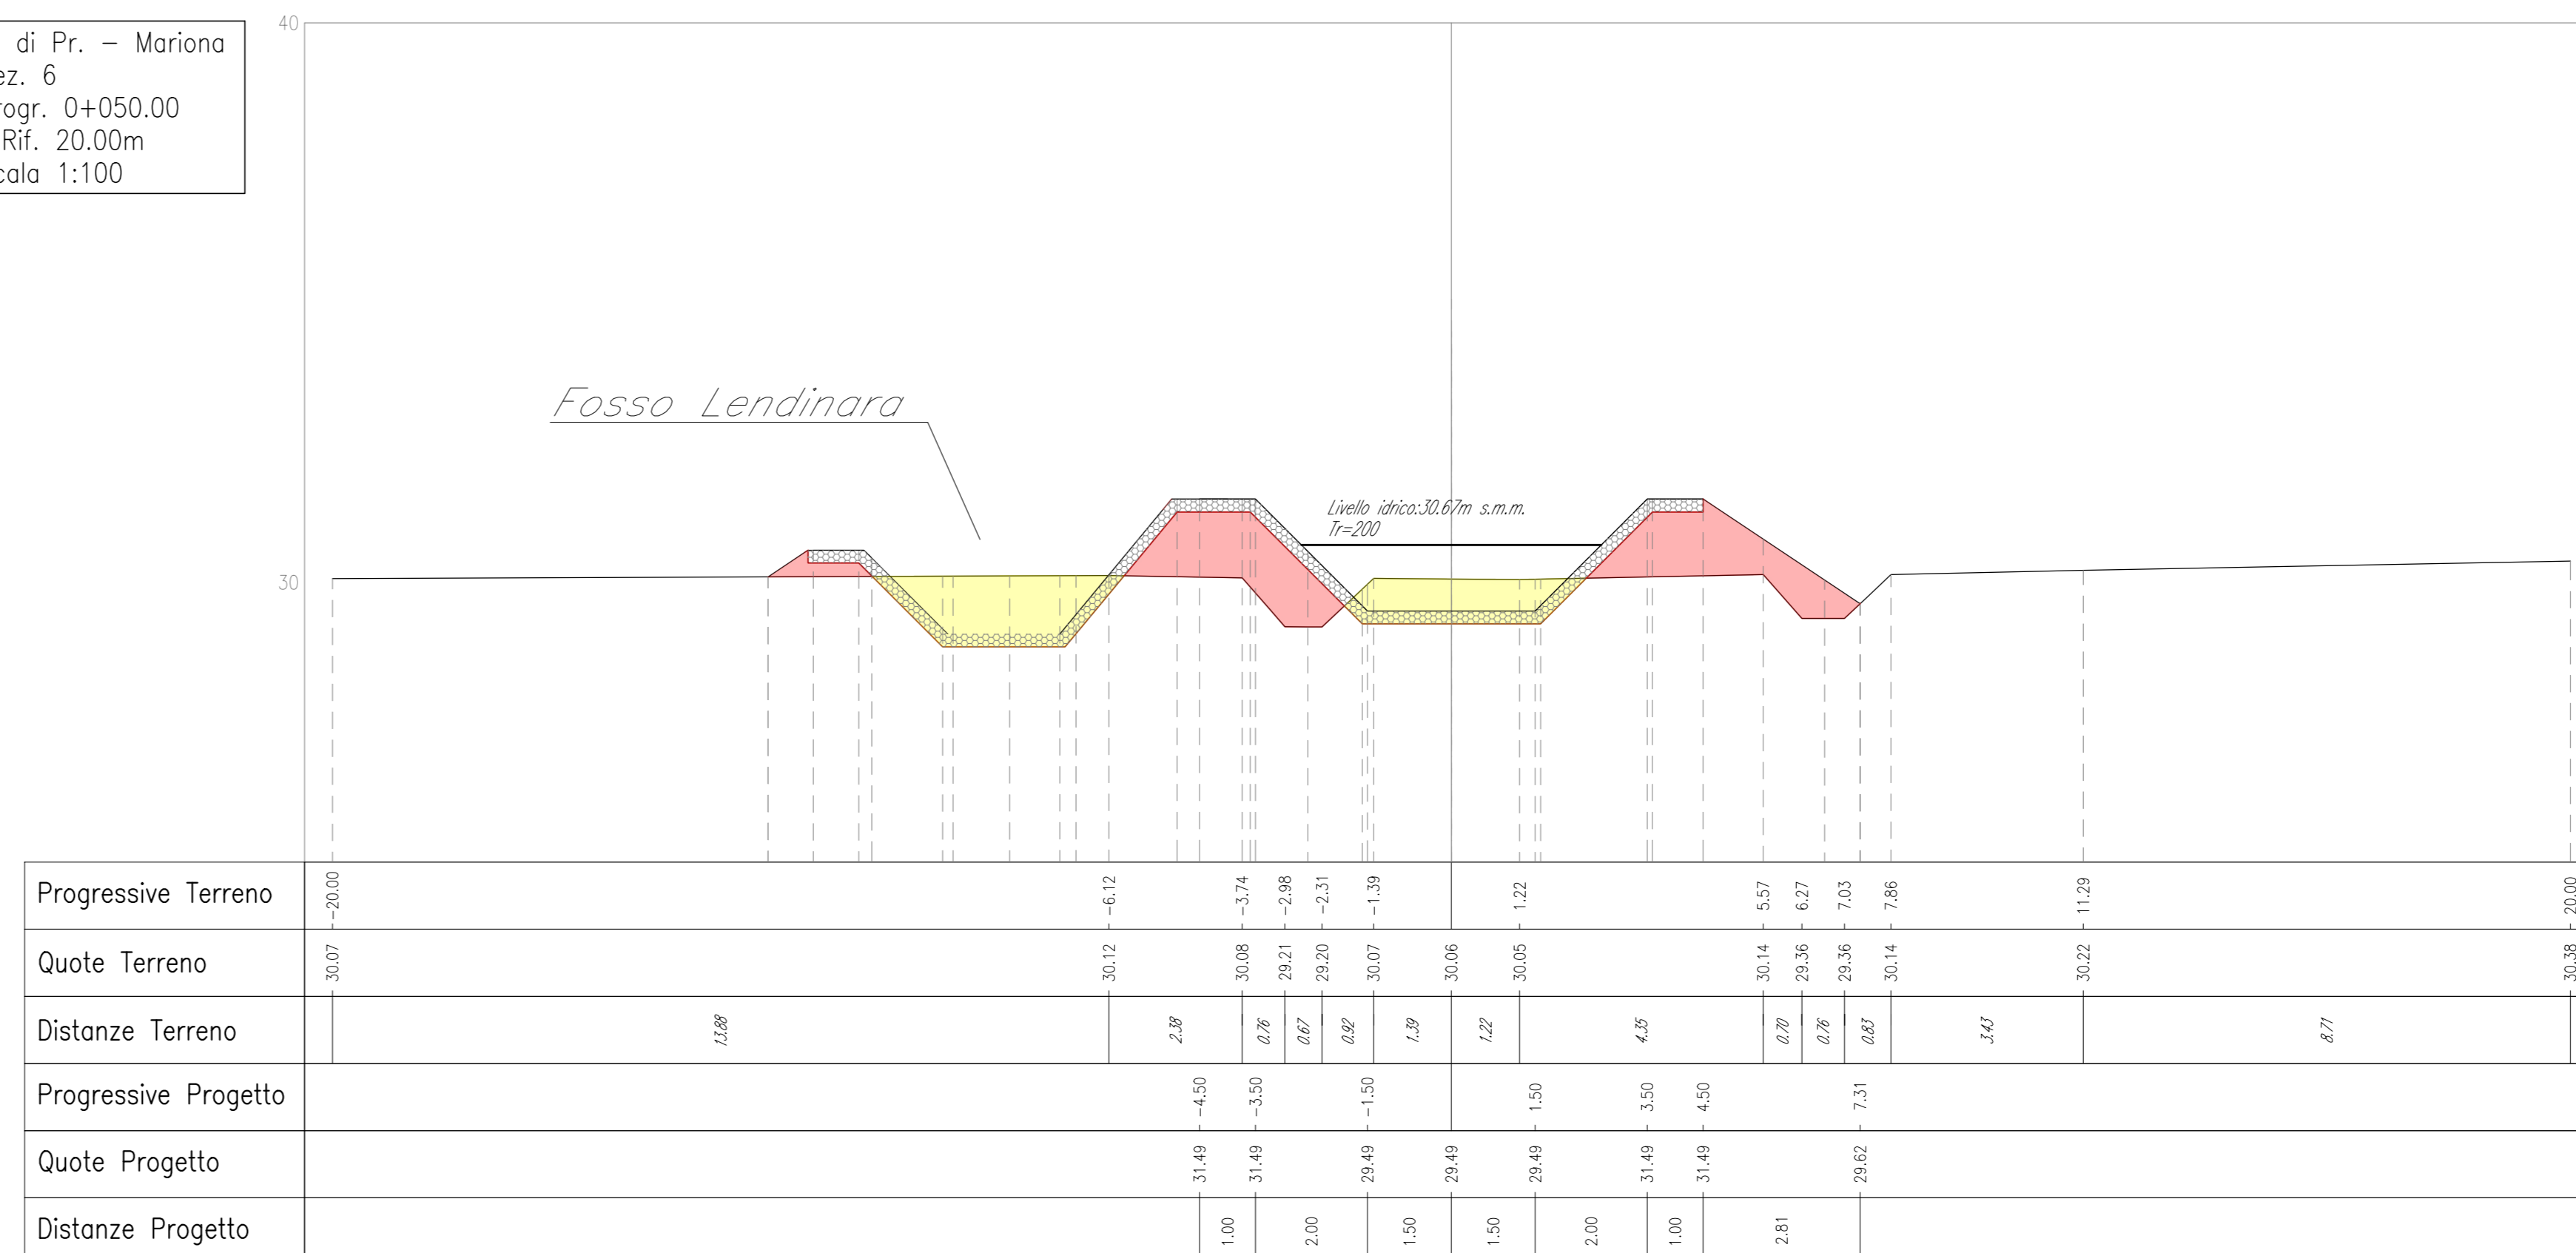 40
di Pr. – Mariona
ez. 6
rogr. 0+050.00
Rif. 20.00m
cala 1:100
Fosso Lendinara
Livello idrico:30.67m s.m.m.
Tr=200
30
Progressive Terreno -20.00 -6.12 -3.74 -2.98 -2.31 -1.39 1.22 5.57 6.27 7.03 7.86 11.29 20.00
Quote Terreno 30.07 30.12 30.08 29.21 29.20 30.07 30.06 30.05 30.14 29.36 29.36 30.14 30.22 30.38
Distanze Terreno 13.88 2.38 0.76 0.67 0.92 1.39 1.22 4.35 0.70 0.76 0.83 3.43 8.71
Progressive Progetto -4.50 -3.50 -1.50 1.50 3.50 4.50 7.31
Quote Progetto 31.49 31.49 29.49 29.49 29.49 31.49 31.49 29.62
Distanze Progetto 1.00 2.00 1.50 1.50 2.00 1.00 2.81